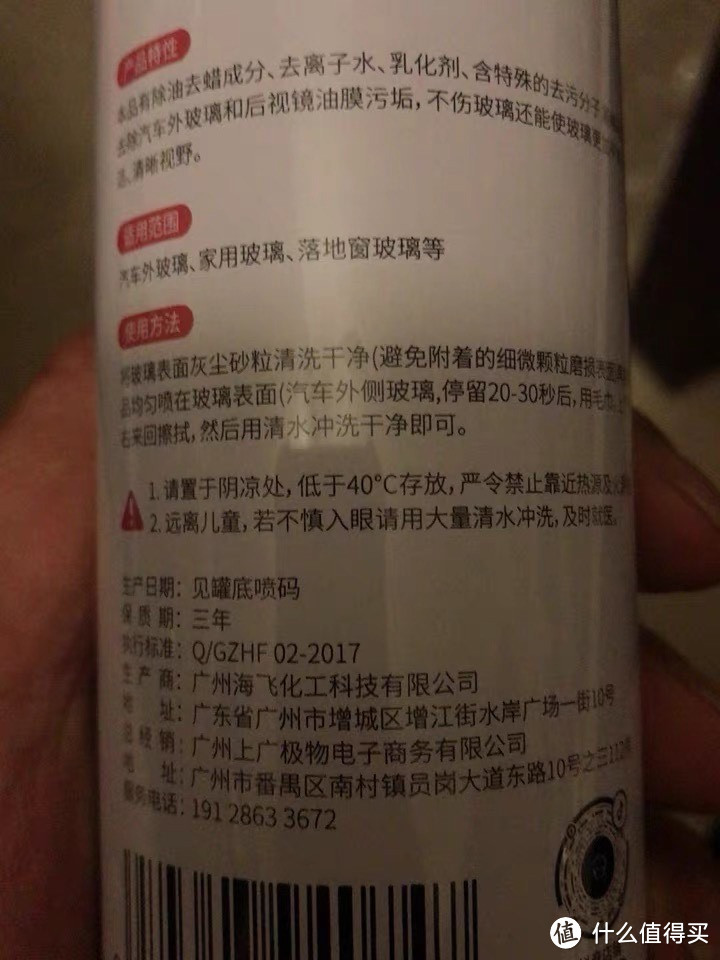 产品特性
本品有除油去蜡成分、去离子水、乳化剂、含特殊的去污分子
去除汽车外玻璃和后视镜油膜污垢，不伤玻璃还能使玻璃更
清晰视野。
适用范围
汽车外玻璃、家用玻璃、落地窗玻璃等
使用方法
将玻璃表面灰尘砂粒清洗干净(避免附着的细微颗粒磨损表面
品均匀喷在玻璃表面(汽车外侧玻璃,停留20-30秒后,用毛巾
右来回擦拭，然后用清水冲洗干净即可。
1. 请置于阴凉处，低于40℃存放，严令禁止靠近热源及
2. 远离儿童，若不慎入眼请用大量清水冲洗，及时就医。
生产日期：见罐底喷码
保质期：三年
执行标准：Q/GZHF 02-2017
生产商：广州海飞化工科技有限公司
地址：广东省广州市增城区增江街水岸广场一街10号
总经销：广州上广极物电子商务有限公司
地址：广州市番禺区南村镇员岗大道东路10号之三112
服务电话：191 2863 3672
值 什么值得买